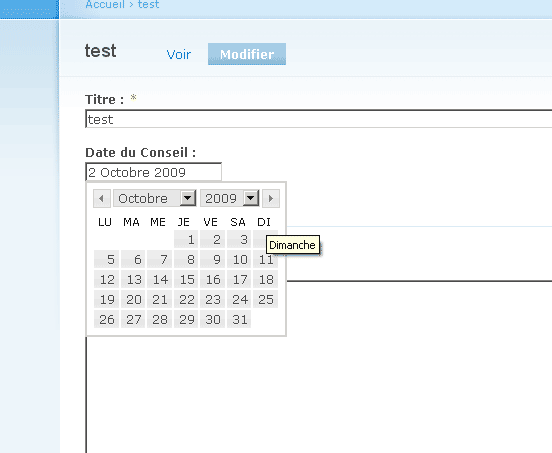 Accueil › test
test Voir Modifier
Titre : *
test
Date du Conseil :
2 Octobre 2009
Octobre 2009
LU MA ME JE VE SA DI
1 2 3
Dimanche
5 6 7 8 9 10 11
12 13 14 15 16 17 18
19 20 21 22 23 24 25
26 27 28 29 30 31